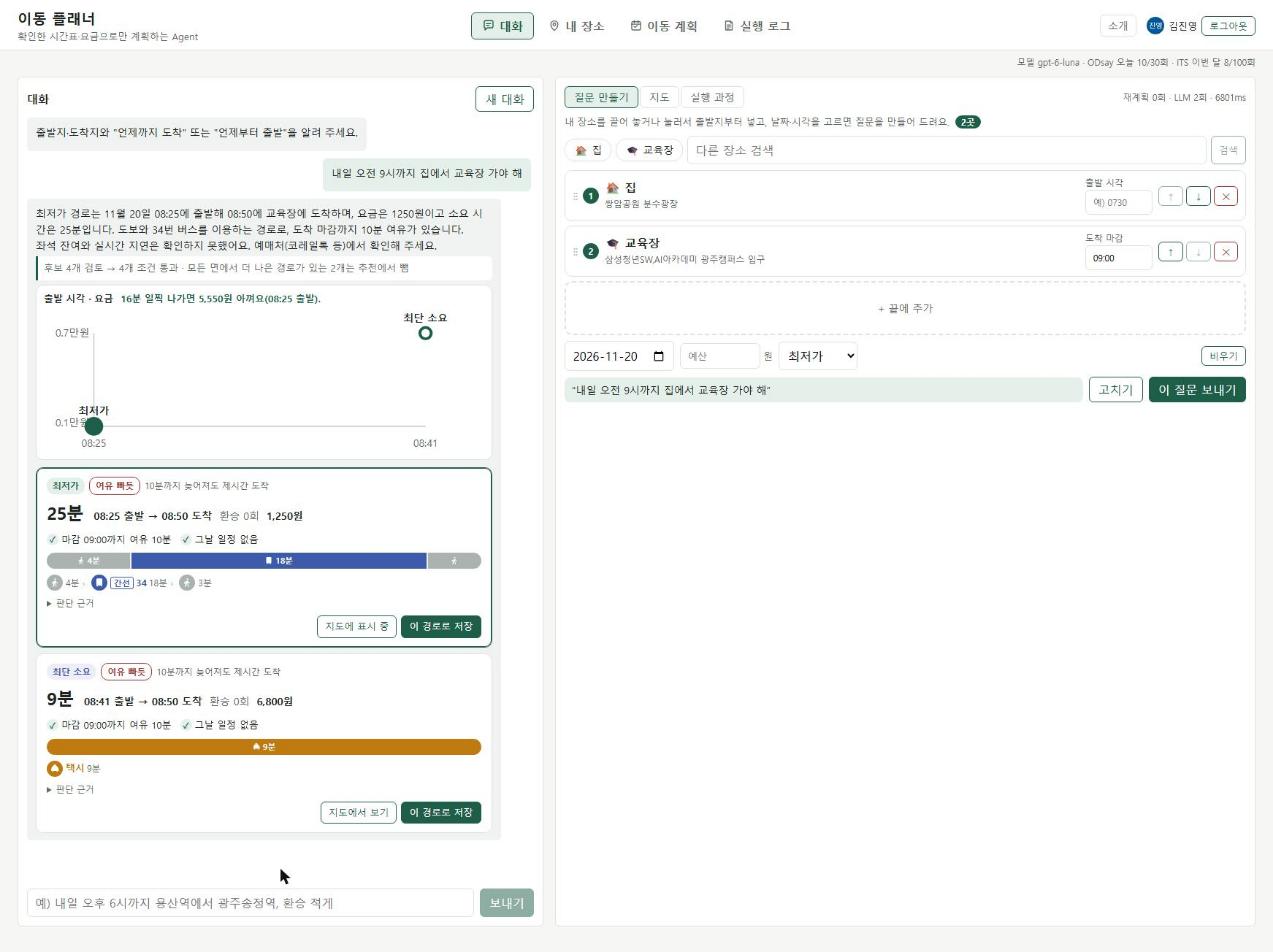 이동 플래너
확인한 시간표·요금으로만 계획하는 Agent
대화
내 장소
이동 계획
실행 로그
소개
진영 김진영
로그아웃
모델 gpt-6-luna · ODsay 오늘 10/30회 · ITS 이번 달 8/100회
대화
새 대화
출발지·도착지와 "언제까지 도착" 또는 "언제부터 출발"을 알려 주세요.
내일 오전 9시까지 집에서 교육장 가야 해
최저가 경로는 11월 20일 08:25에 출발해 08:50에 교육장에 도착하며, 요금은 1250원이고 소요 시
간은 25분입니다. 도보와 34번 버스를 이용하는 경로로, 도착 마감까지 10분 여유가 있습니다.
좌석 잔여와 실시간 지연은 확인하지 못했어요. 예매처(코레일톡 등)에서 확인해 주세요.
후보 4개 검토 → 4개 조건 통과 · 모든 면에서 더 나은 경로가 있는 2개는 추천에서 뺌
출발 시각 · 요금 16분 일찍 나가면 5,550원 아껴요(08:25 출발).
최단 소요
0.7만원
최저가
0.1만원
08:25
08:41
최저가 여유 빠듯 10분까지 늦어져도 제시간 도착
25분 08:25 출발 → 08:50 도착 환승 0회 1,250원
✓ 마감 09:00까지 여유 10분 ✓ 그날 일정 없음
4분 18분
4분 › 간선 34 18분 › 3분
▶ 판단 근거
지도에 표시 중
이 경로로 저장
최단 소요 여유 빠듯 10분까지 늦어져도 제시간 도착
9분 08:41 출발 → 08:50 도착 환승 0회 6,800원
✓ 마감 09:00까지 여유 10분 ✓ 그날 일정 없음
9분
택시 9분
▶ 판단 근거
지도에서 보기
이 경로로 저장
예) 내일 오후 6시까지 용산역에서 광주송정역, 환승 적게
보내기
질문 만들기
지도
실행 과정
재계획 0회 · LLM 2회 · 6801ms
내 장소를 끌어 놓거나 눌러서 출발지부터 넣고, 날짜·시각을 고르면 질문을 만들어 드려요. 2곳
집
교육장
다른 장소 검색
검색
1 집
쌍암공원 분수광장
출발 시각
예) 0730
↑ ↓ ×
2 교육장
삼성청년SW,AI아카데미 광주캠퍼스 입구
도착 마감
09:00
↑ ↓ ×
+ 끝에 추가
2026-11-20
예산 원
최저가
비우기
"내일 오전 9시까지 집에서 교육장 가야 해"
고치기
이 질문 보내기